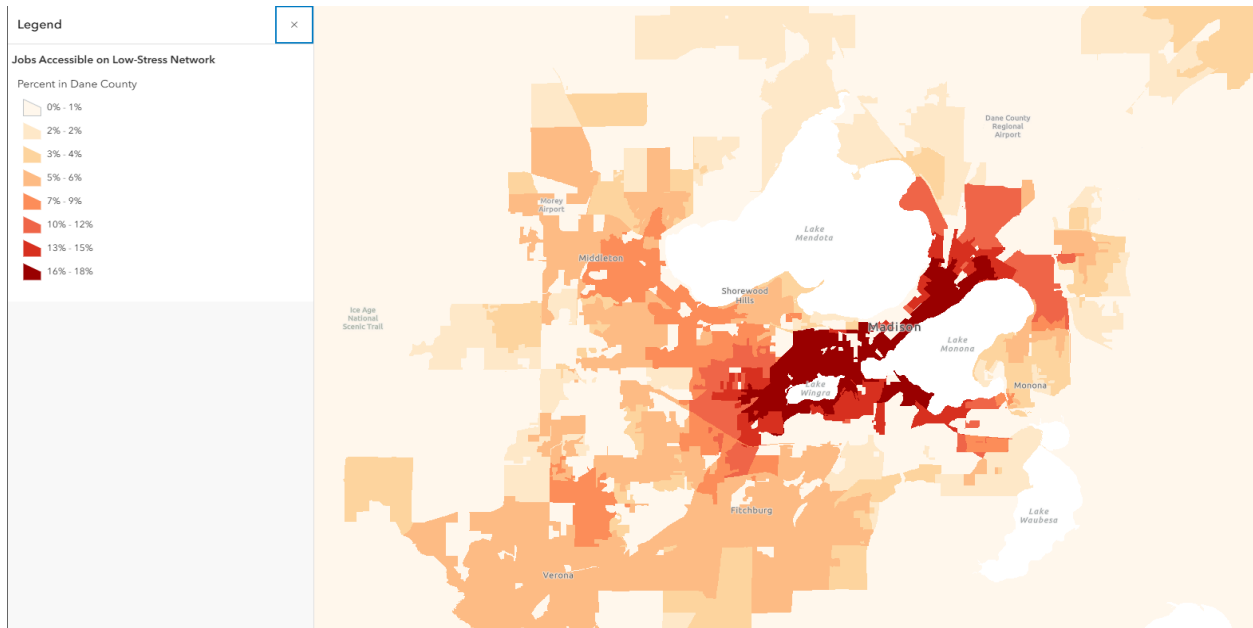 Legend
×
Jobs Accessible on Low-Stress Network
Percent in Dane County
0% - 1%
2% - 2%
3% - 4%
5% - 6%
7% - 9%
10% - 12%
13% - 15%
16% - 18%
Dane County
Regional
Airport
Morey
Airport
Lake
Mendota
Middleton
Shorewood
Hills
Ice Age
National
Scenic Trail
Madison
Lake
Monona
Lake
Wingra
Monona
Fitchburg
Lake
Waubesa
Verona